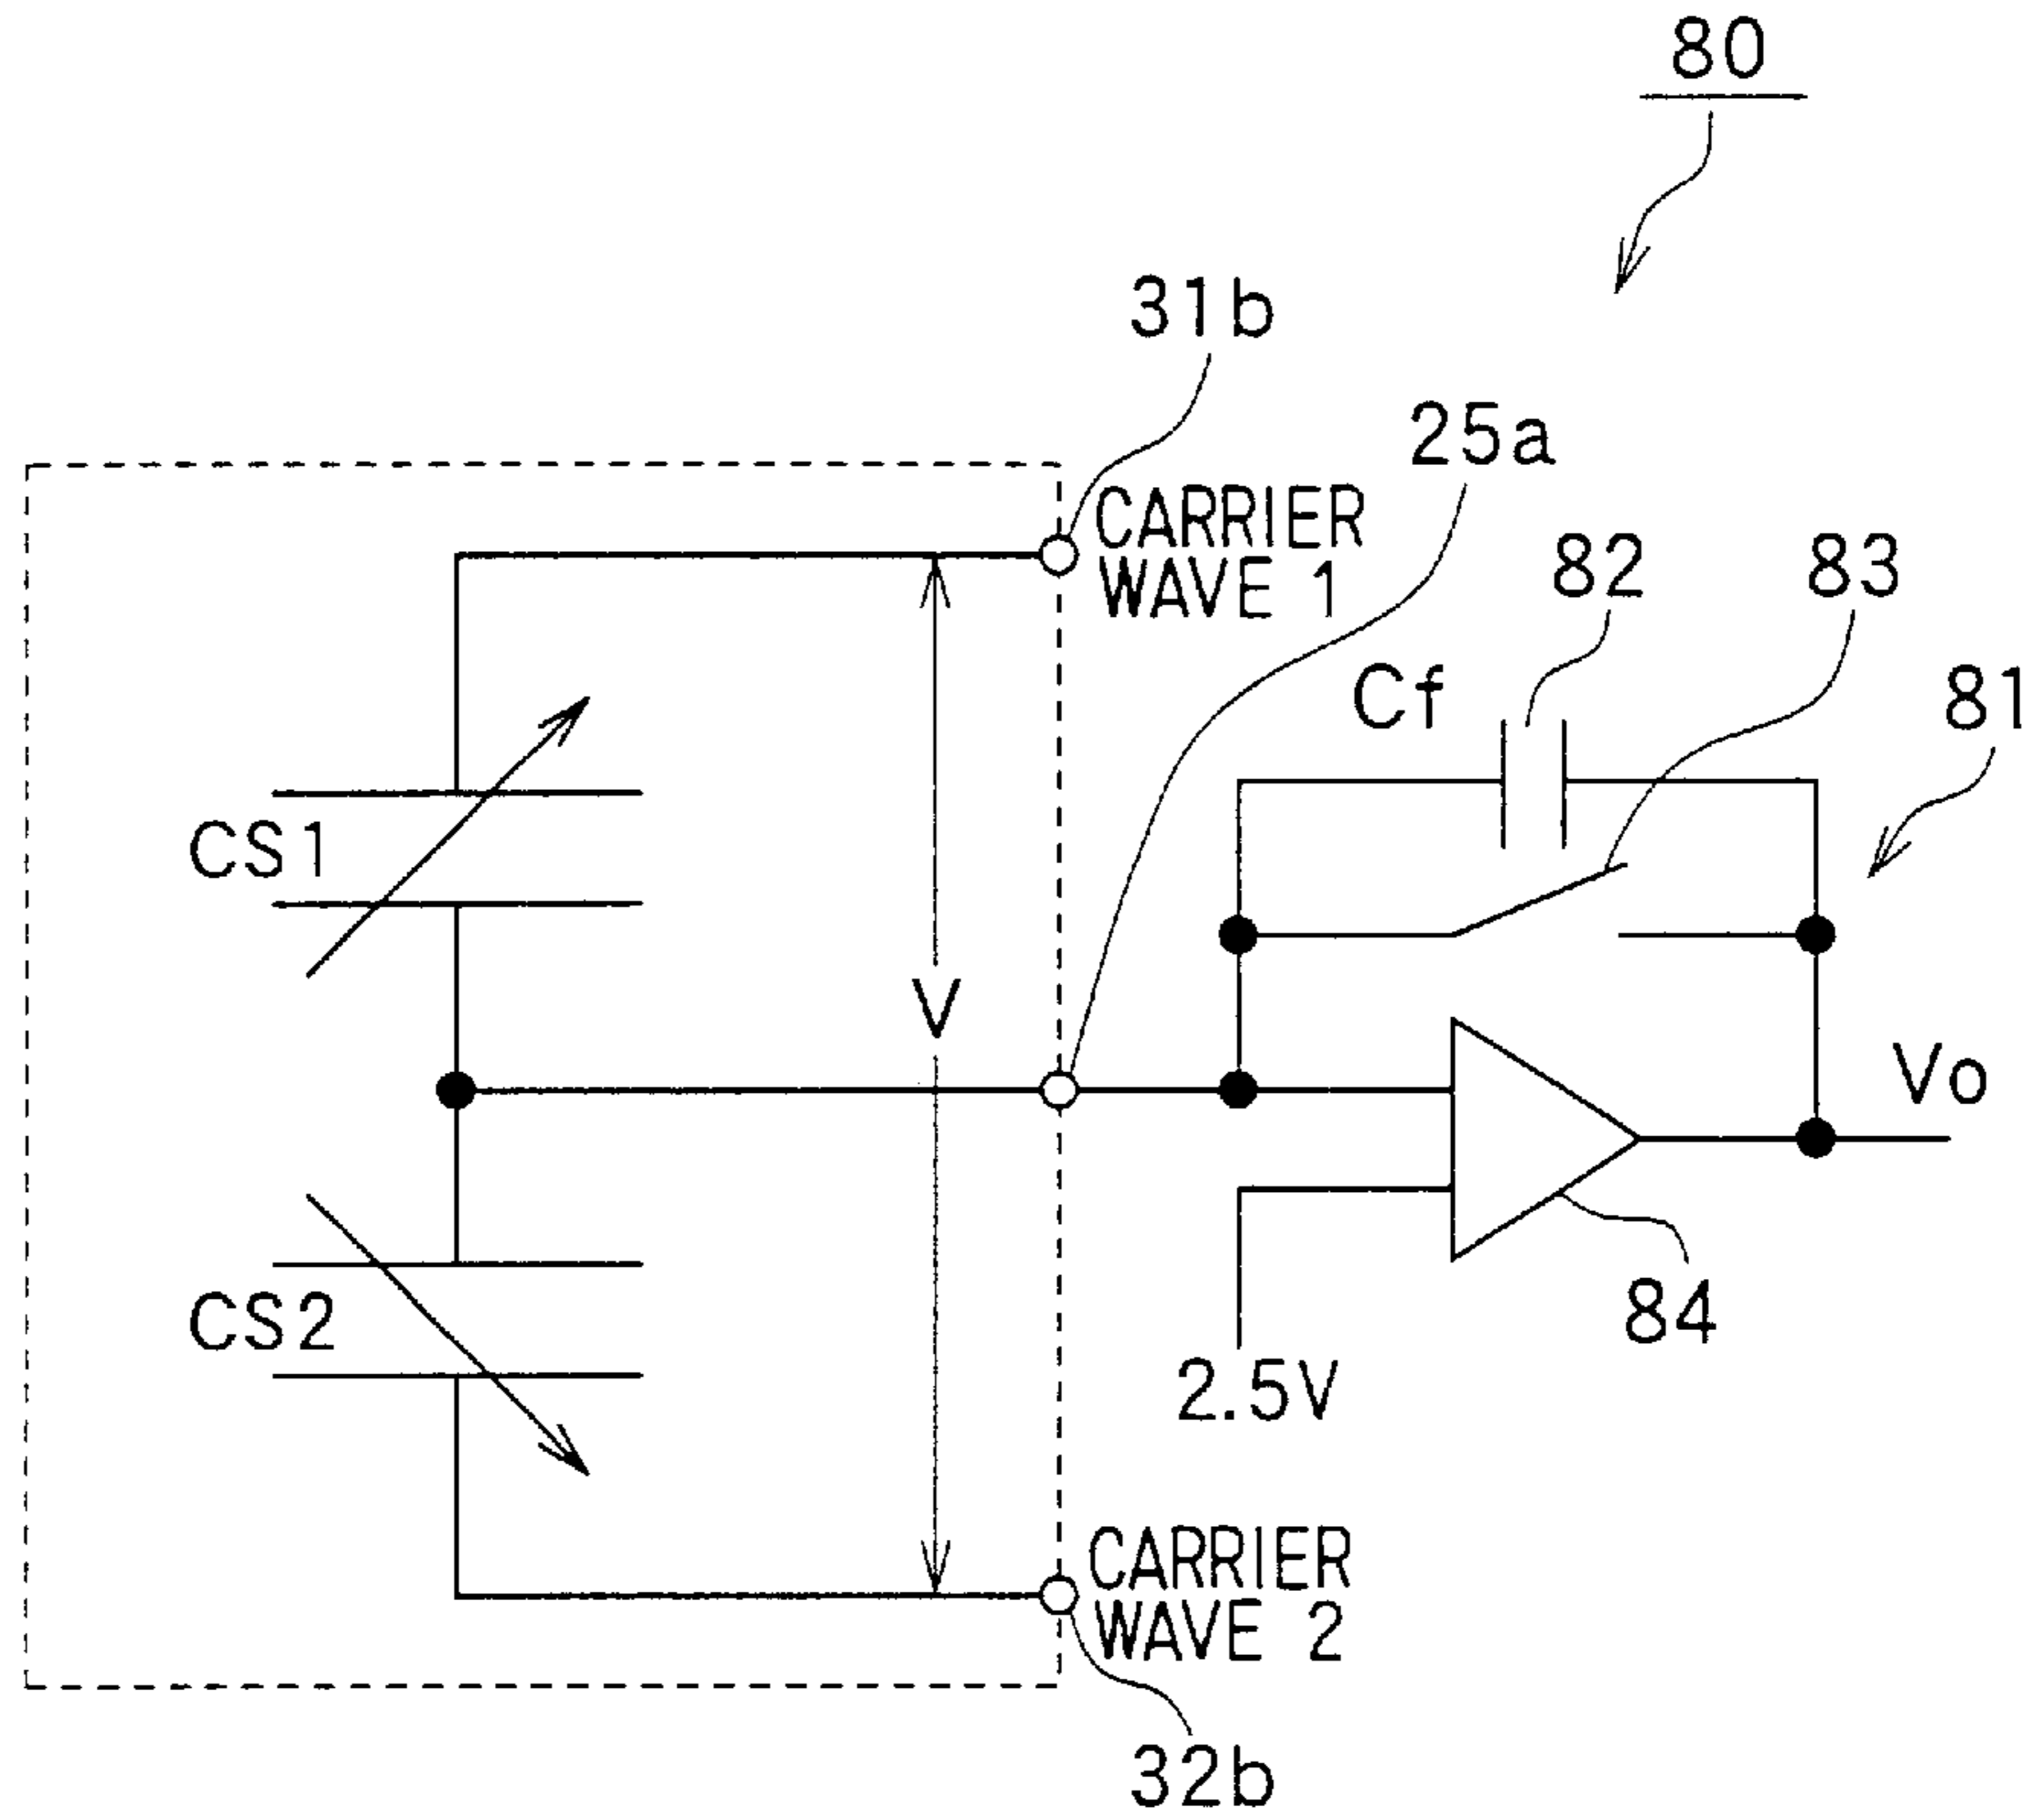 80
31b
25a
CARRIER
WAVE 1
82
83
Cf
81
CS1
V
Vo
CS2
84
2.5V
CARRIER
WAVE 2
32b